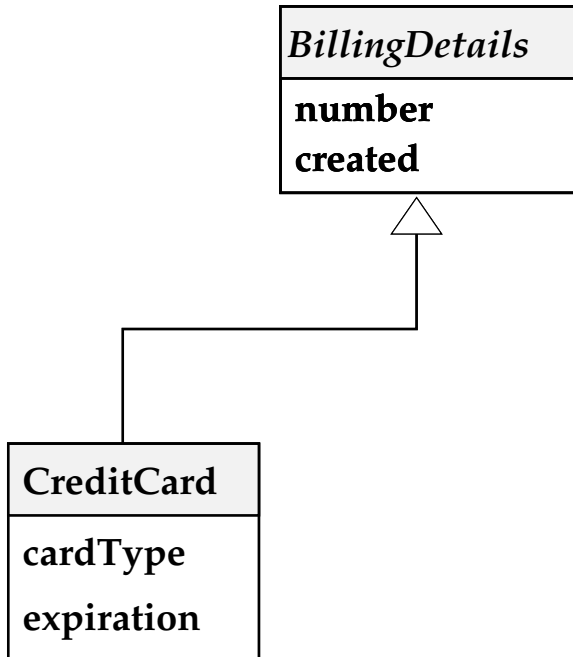 BillingDetails
number
created
CreditCard
cardType
expiration